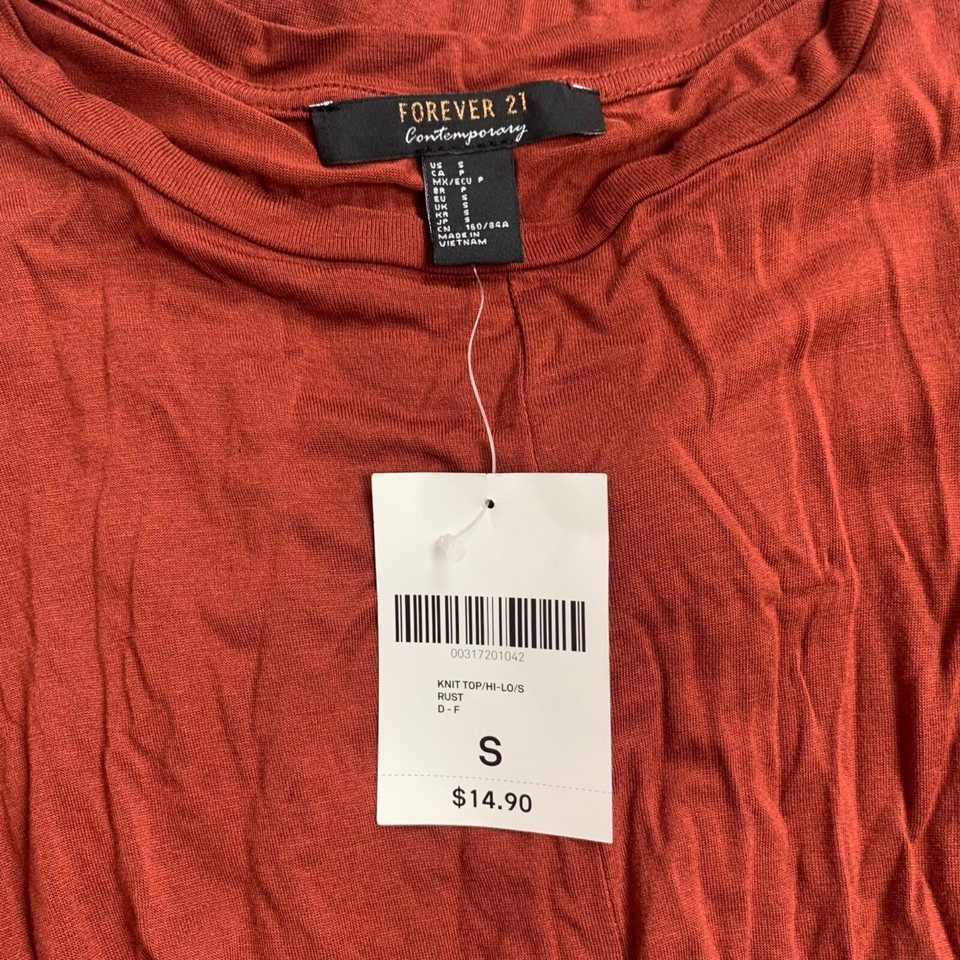 FOREVER 21
Contemporary
US S
CA P
MX/ECU P
BR P
EU S
UK S
KR S
JP S
CN 160/84A
MADE IN
VIETNAM
00317201042
KNIT TOP/HI-LO/S
RUST
D - F
S
$14.90